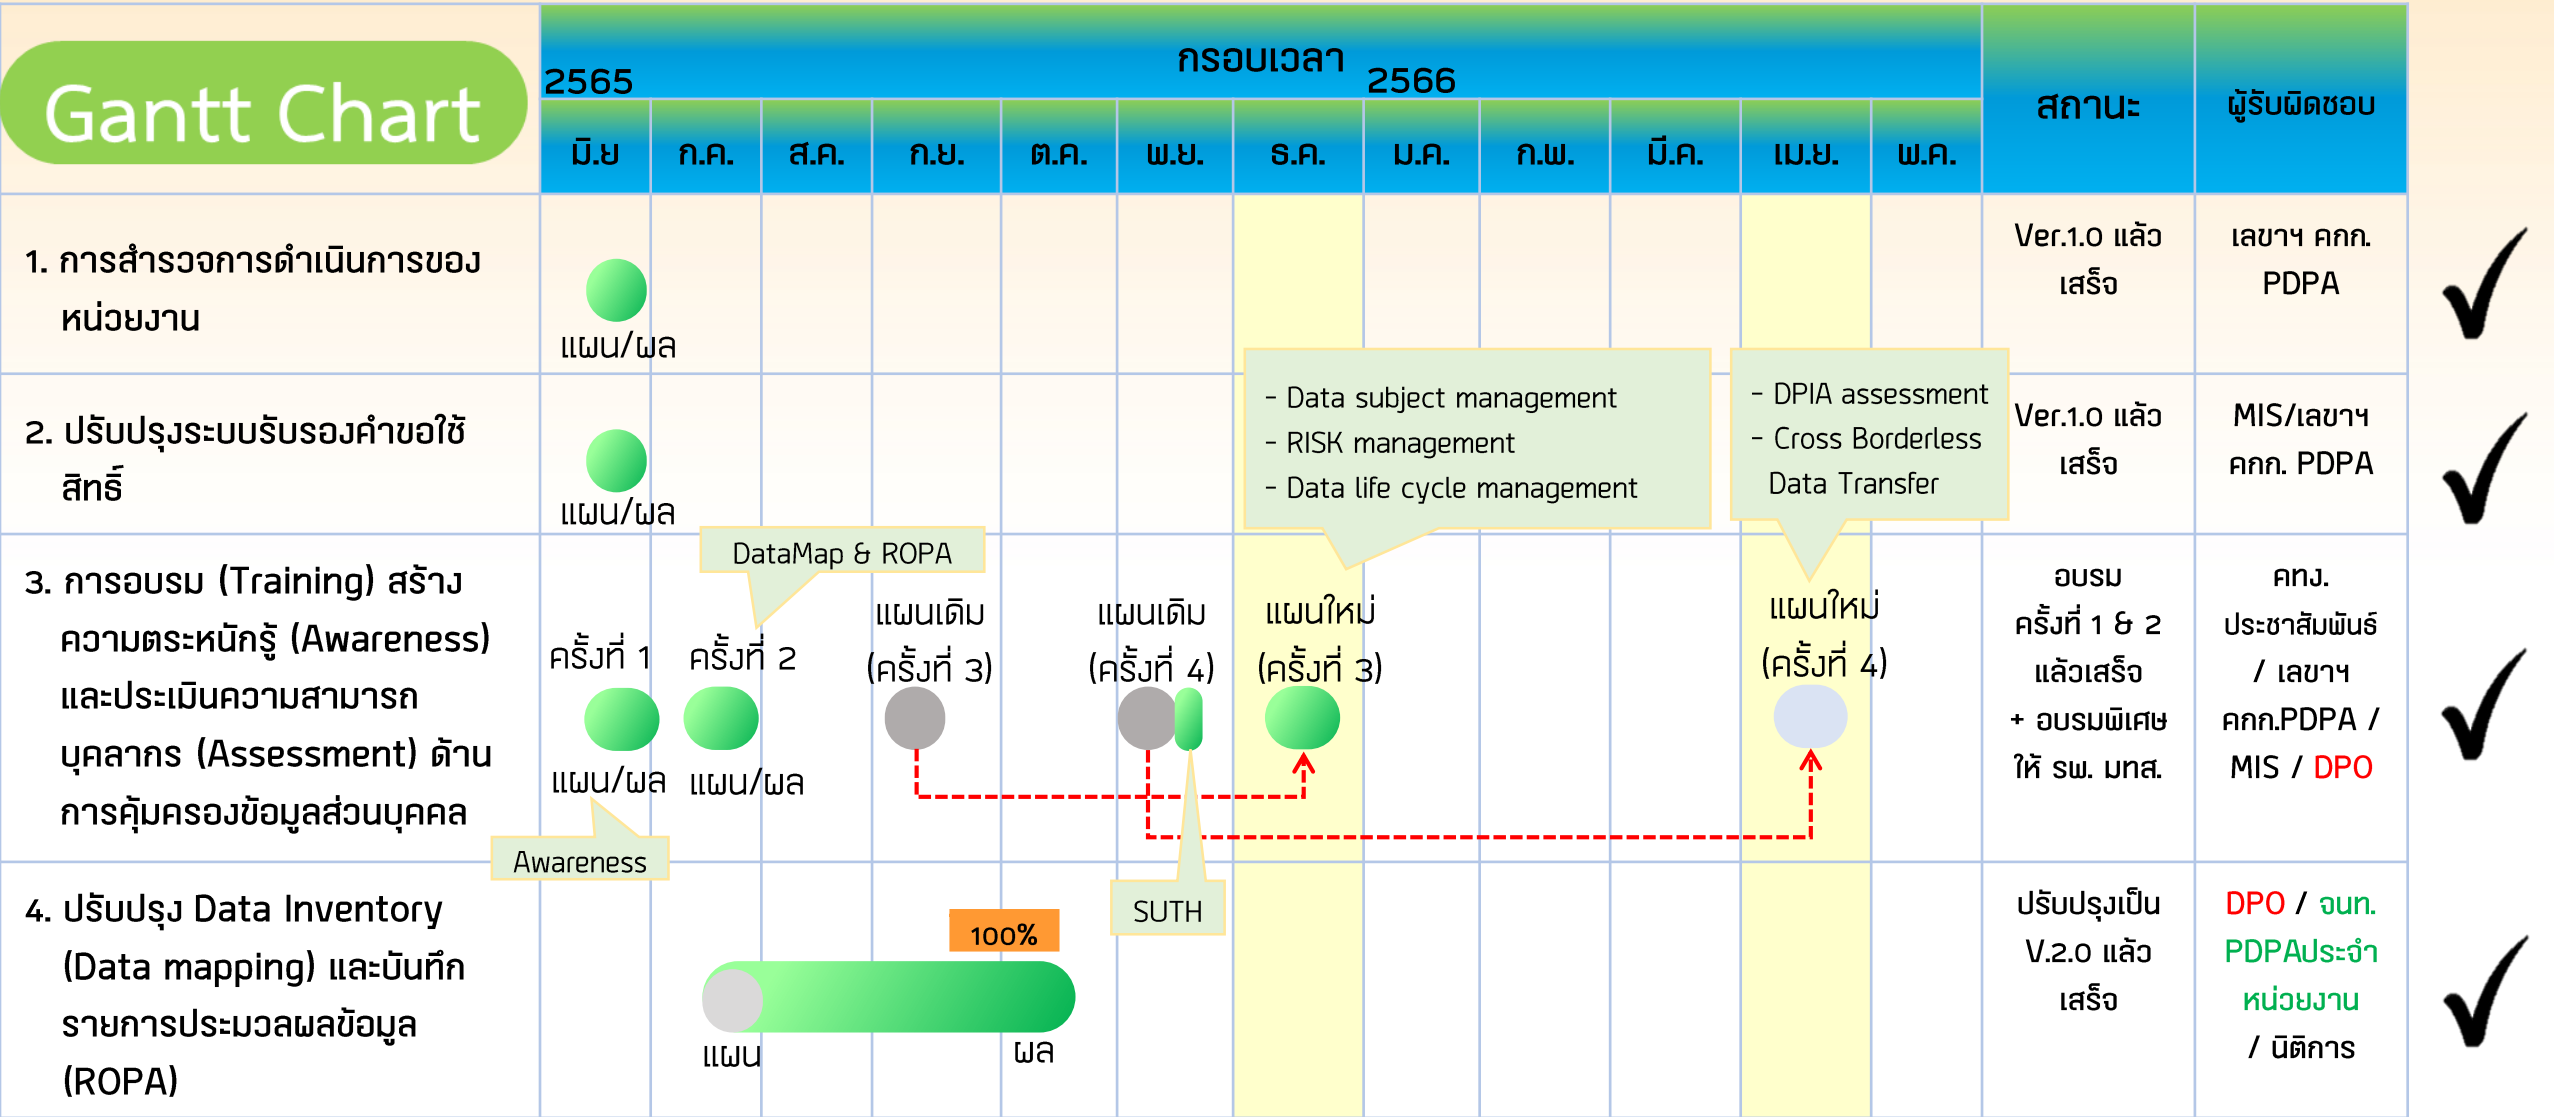 Gantt Chart
กรอบเวลา
2565
2566
สถานะ
ผู้รับผิดชอบ
มิ.ย
ก.ค.
ส.ค.
ก.ย.
ต.ค.
พ.ย.
ธ.ค.
ม.ค.
ก.พ.
มี.ค.
เม.ย.
พ.ค.
1. การสำรวจการดำเนินการของ
หน่วยงาน
แผน/ผล
Ver.1.0 แล้ว
เสร็จ
เลขาฯ คกก.
PDPA
2. ปรับปรุงระบบรับรองคำขอใช้
สิทธิ์
แผน/ผล
- Data subject management
- RISK management
- Data life cycle management
- DPIA assessment
- Cross Borderless
Data Transfer
Ver.1.0 แล้ว
เสร็จ
MIS/เลขาฯ
คกก. PDPA
3. การอบรม (Training) สร้าง
ความตระหนักรู้ (Awareness)
และประเมินความสามารถ
บุคลากร (Assessment) ด้าน
การคุ้มครองข้อมูลส่วนบุคคล
DataMap & ROPA
ครั้งที่ 1
แผน/ผล
Awareness
ครั้งที่ 2
แผน/ผล
แผนเดิม
(ครั้งที่ 3)
แผนเดิม
(ครั้งที่ 4)
แผนใหม่
(ครั้งที่ 3)
แผนใหม่
(ครั้งที่ 4)
SUTH
อบรม
ครั้งที่ 1 & 2
แล้วเสร็จ
+ อบรมพิเศษ
ให้ รพ. มทส.
คทง.
ประชาสัมพันธ์
/ เลขาฯ
คกก.PDPA /
MIS / DPO
4. ปรับปรุง Data Inventory
(Data mapping) และบันทึก
รายการประมวลผลข้อมูล
(ROPA)
100%
แผน
ผล
ปรับปรุงเป็น
V.2.0 แล้ว
เสร็จ
DPO / จนท.
PDPAประจำ
หน่วยงาน
/ นิติการ